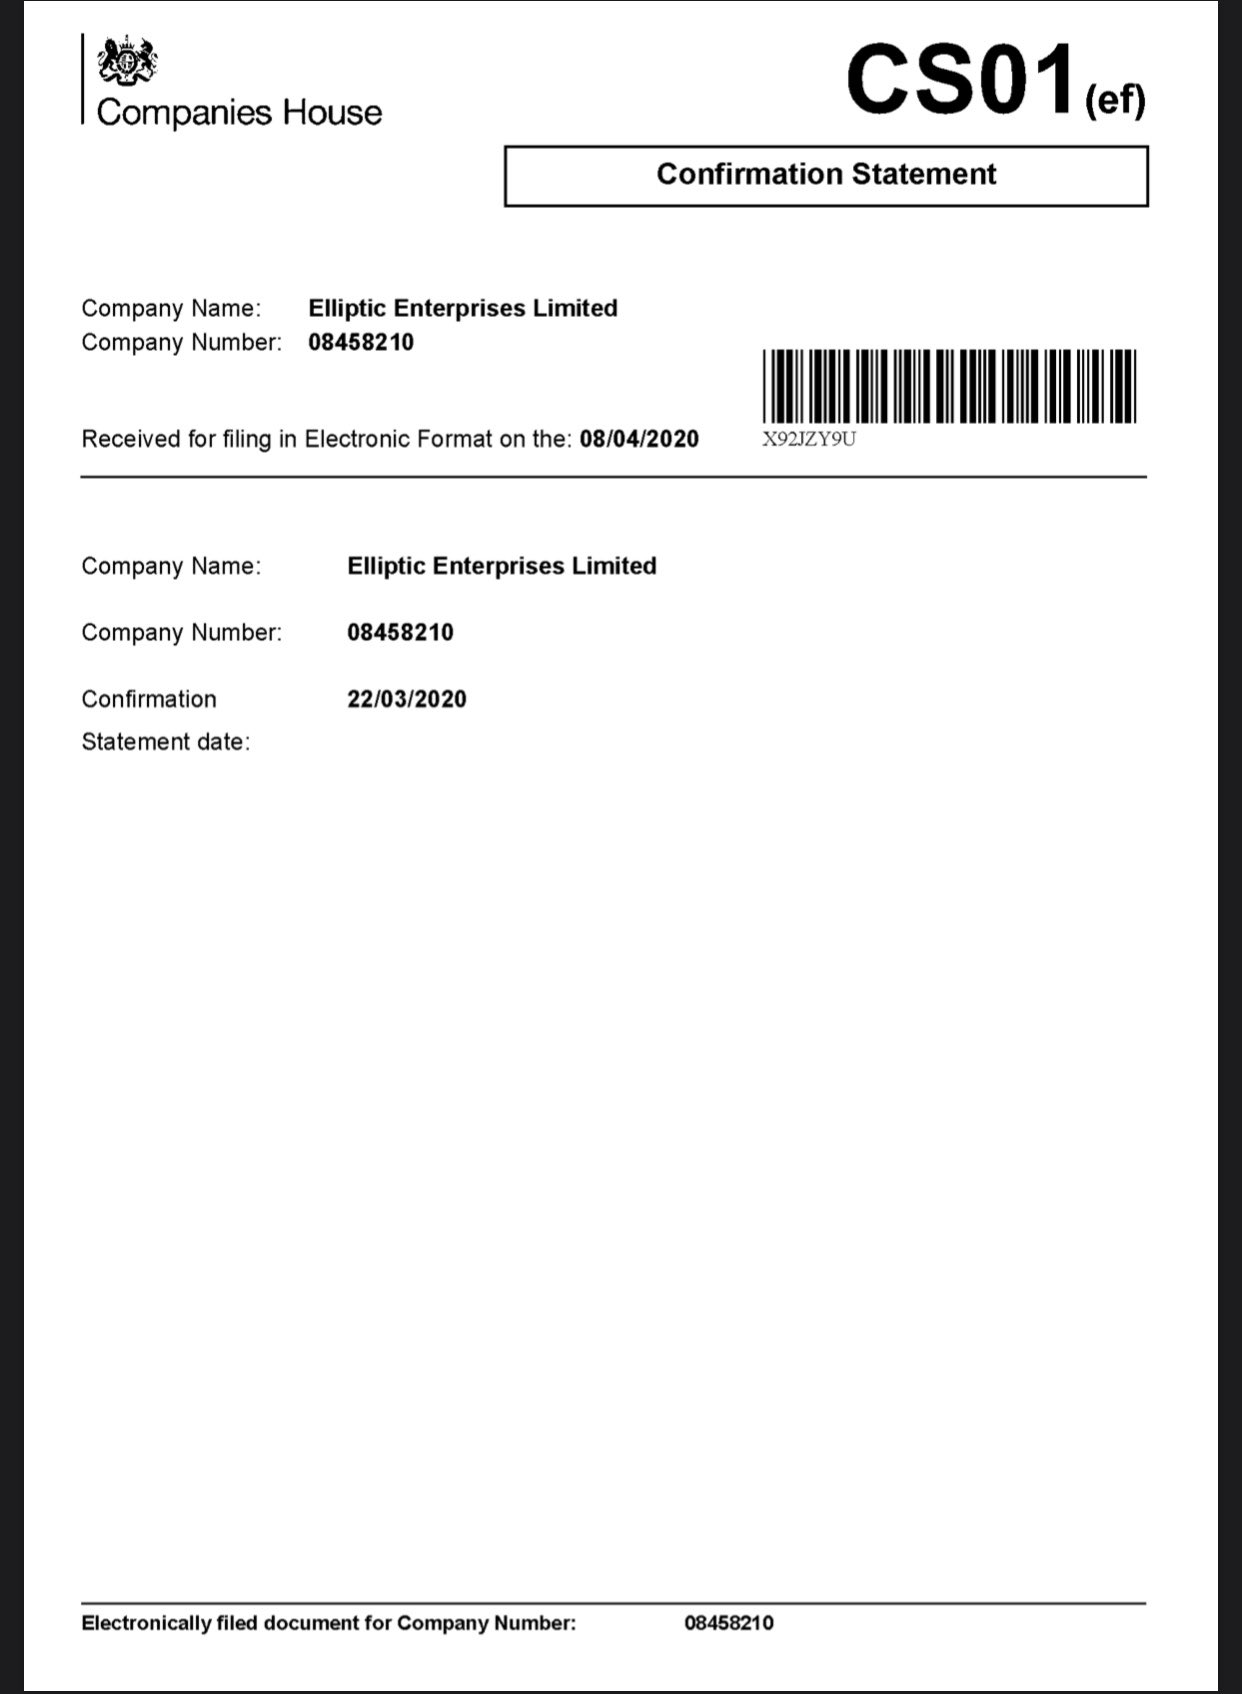 Companies House
CS01(ef)
Confirmation Statement
Company Name: Elliptic Enterprises Limited
Company Number: 08458210
Received for filing in Electronic Format on the: 08/04/2020
X92JZY9U
Company Name: Elliptic Enterprises Limited
Company Number: 08458210
Confirmation 22/03/2020
Statement date:
Electronically filed document for Company Number: 08458210